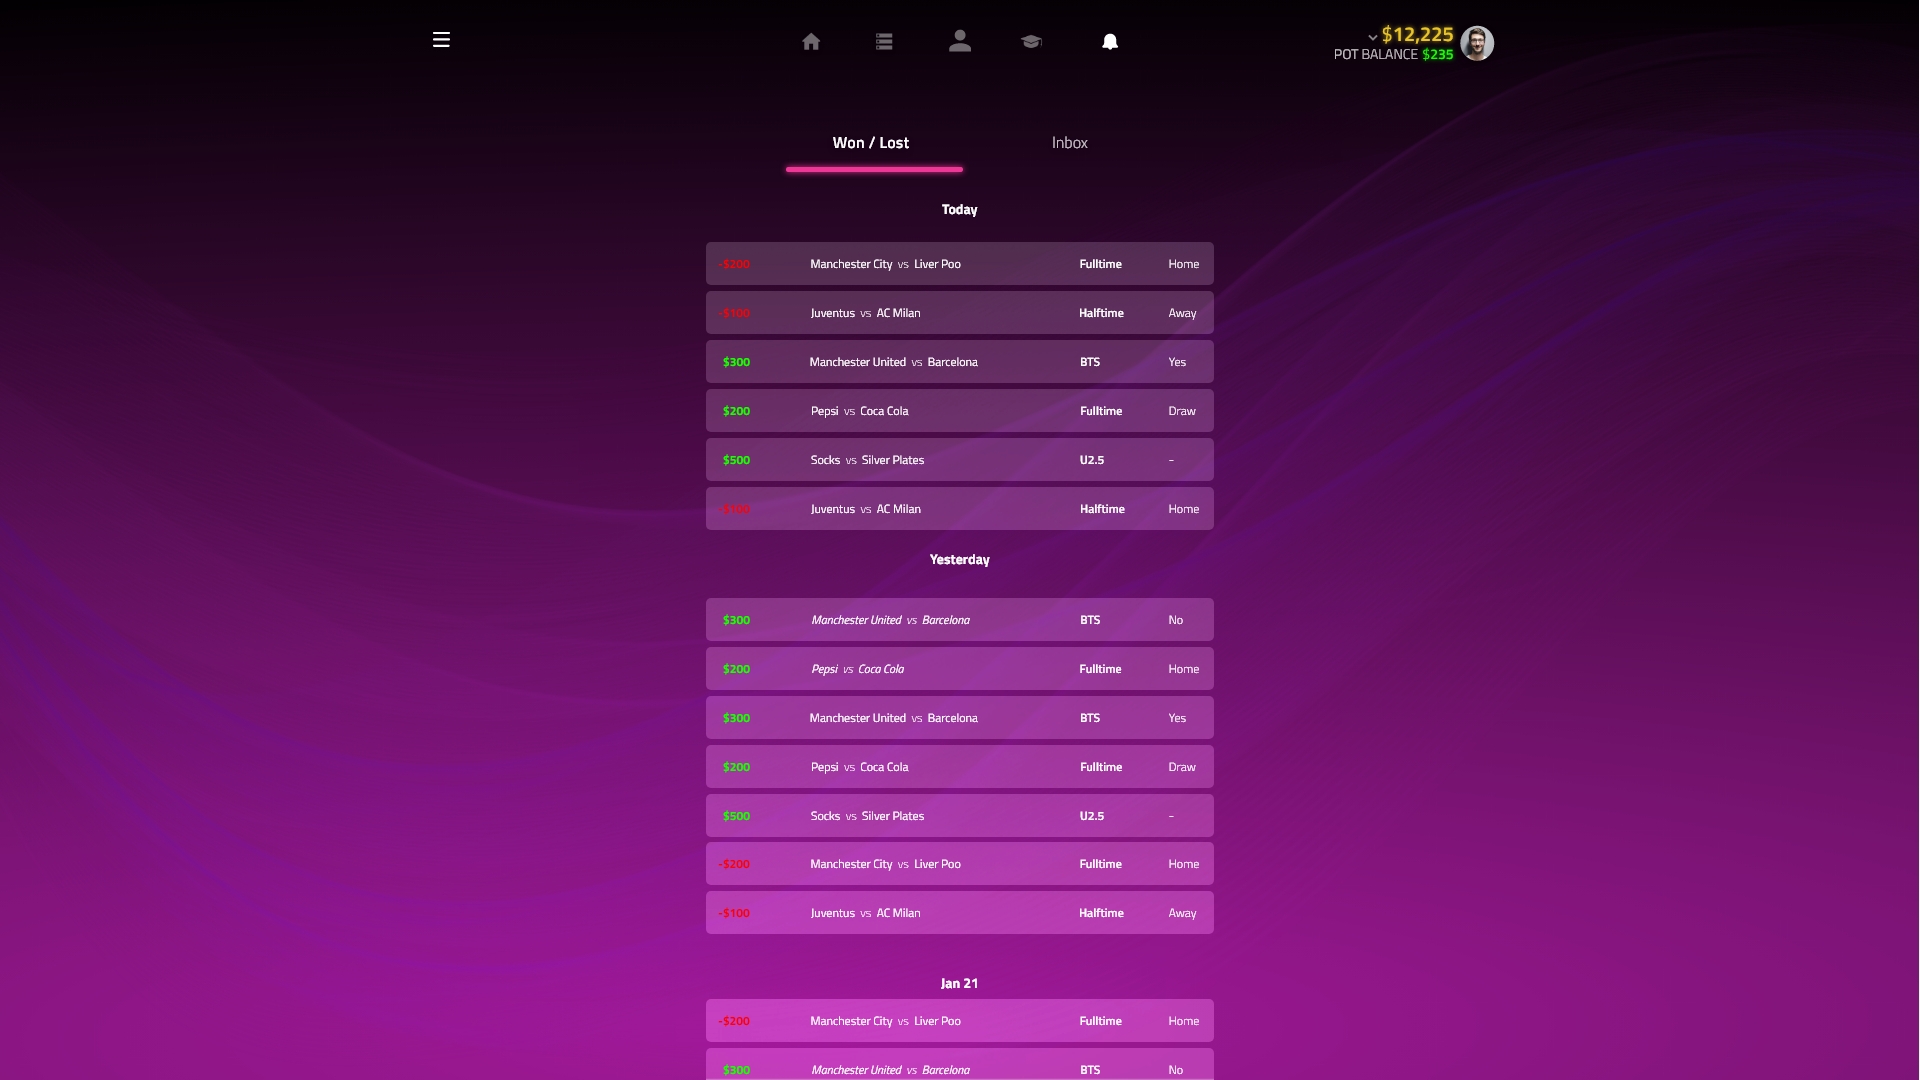 $12,225
POT BALANCE $235
Won / Lost Inbox
Today
-$200 Manchester City vs Liver Poo Fulltime Home
-$100 Juventus vs AC Milan Halftime Away
$300 Manchester United vs Barcelona BTS Yes
$200 Pepsi vs Coca Cola Fulltime Draw
$500 Socks vs Silver Plates U2.5 -
-$100 Juventus vs AC Milan Halftime Home
Yesterday
$300 Manchester United vs Barcelona BTS No
$200 Pepsi vs Coca Cola Fulltime Home
$300 Manchester United vs Barcelona BTS Yes
$200 Pepsi vs Coca Cola Fulltime Draw
$500 Socks vs Silver Plates U2.5 -
-$200 Manchester City vs Liver Poo Fulltime Home
-$100 Juventus vs AC Milan Halftime Away
Jan 21
-$200 Manchester City vs Liver Poo Fulltime Home
$300 Manchester United vs Barcelona BTS No